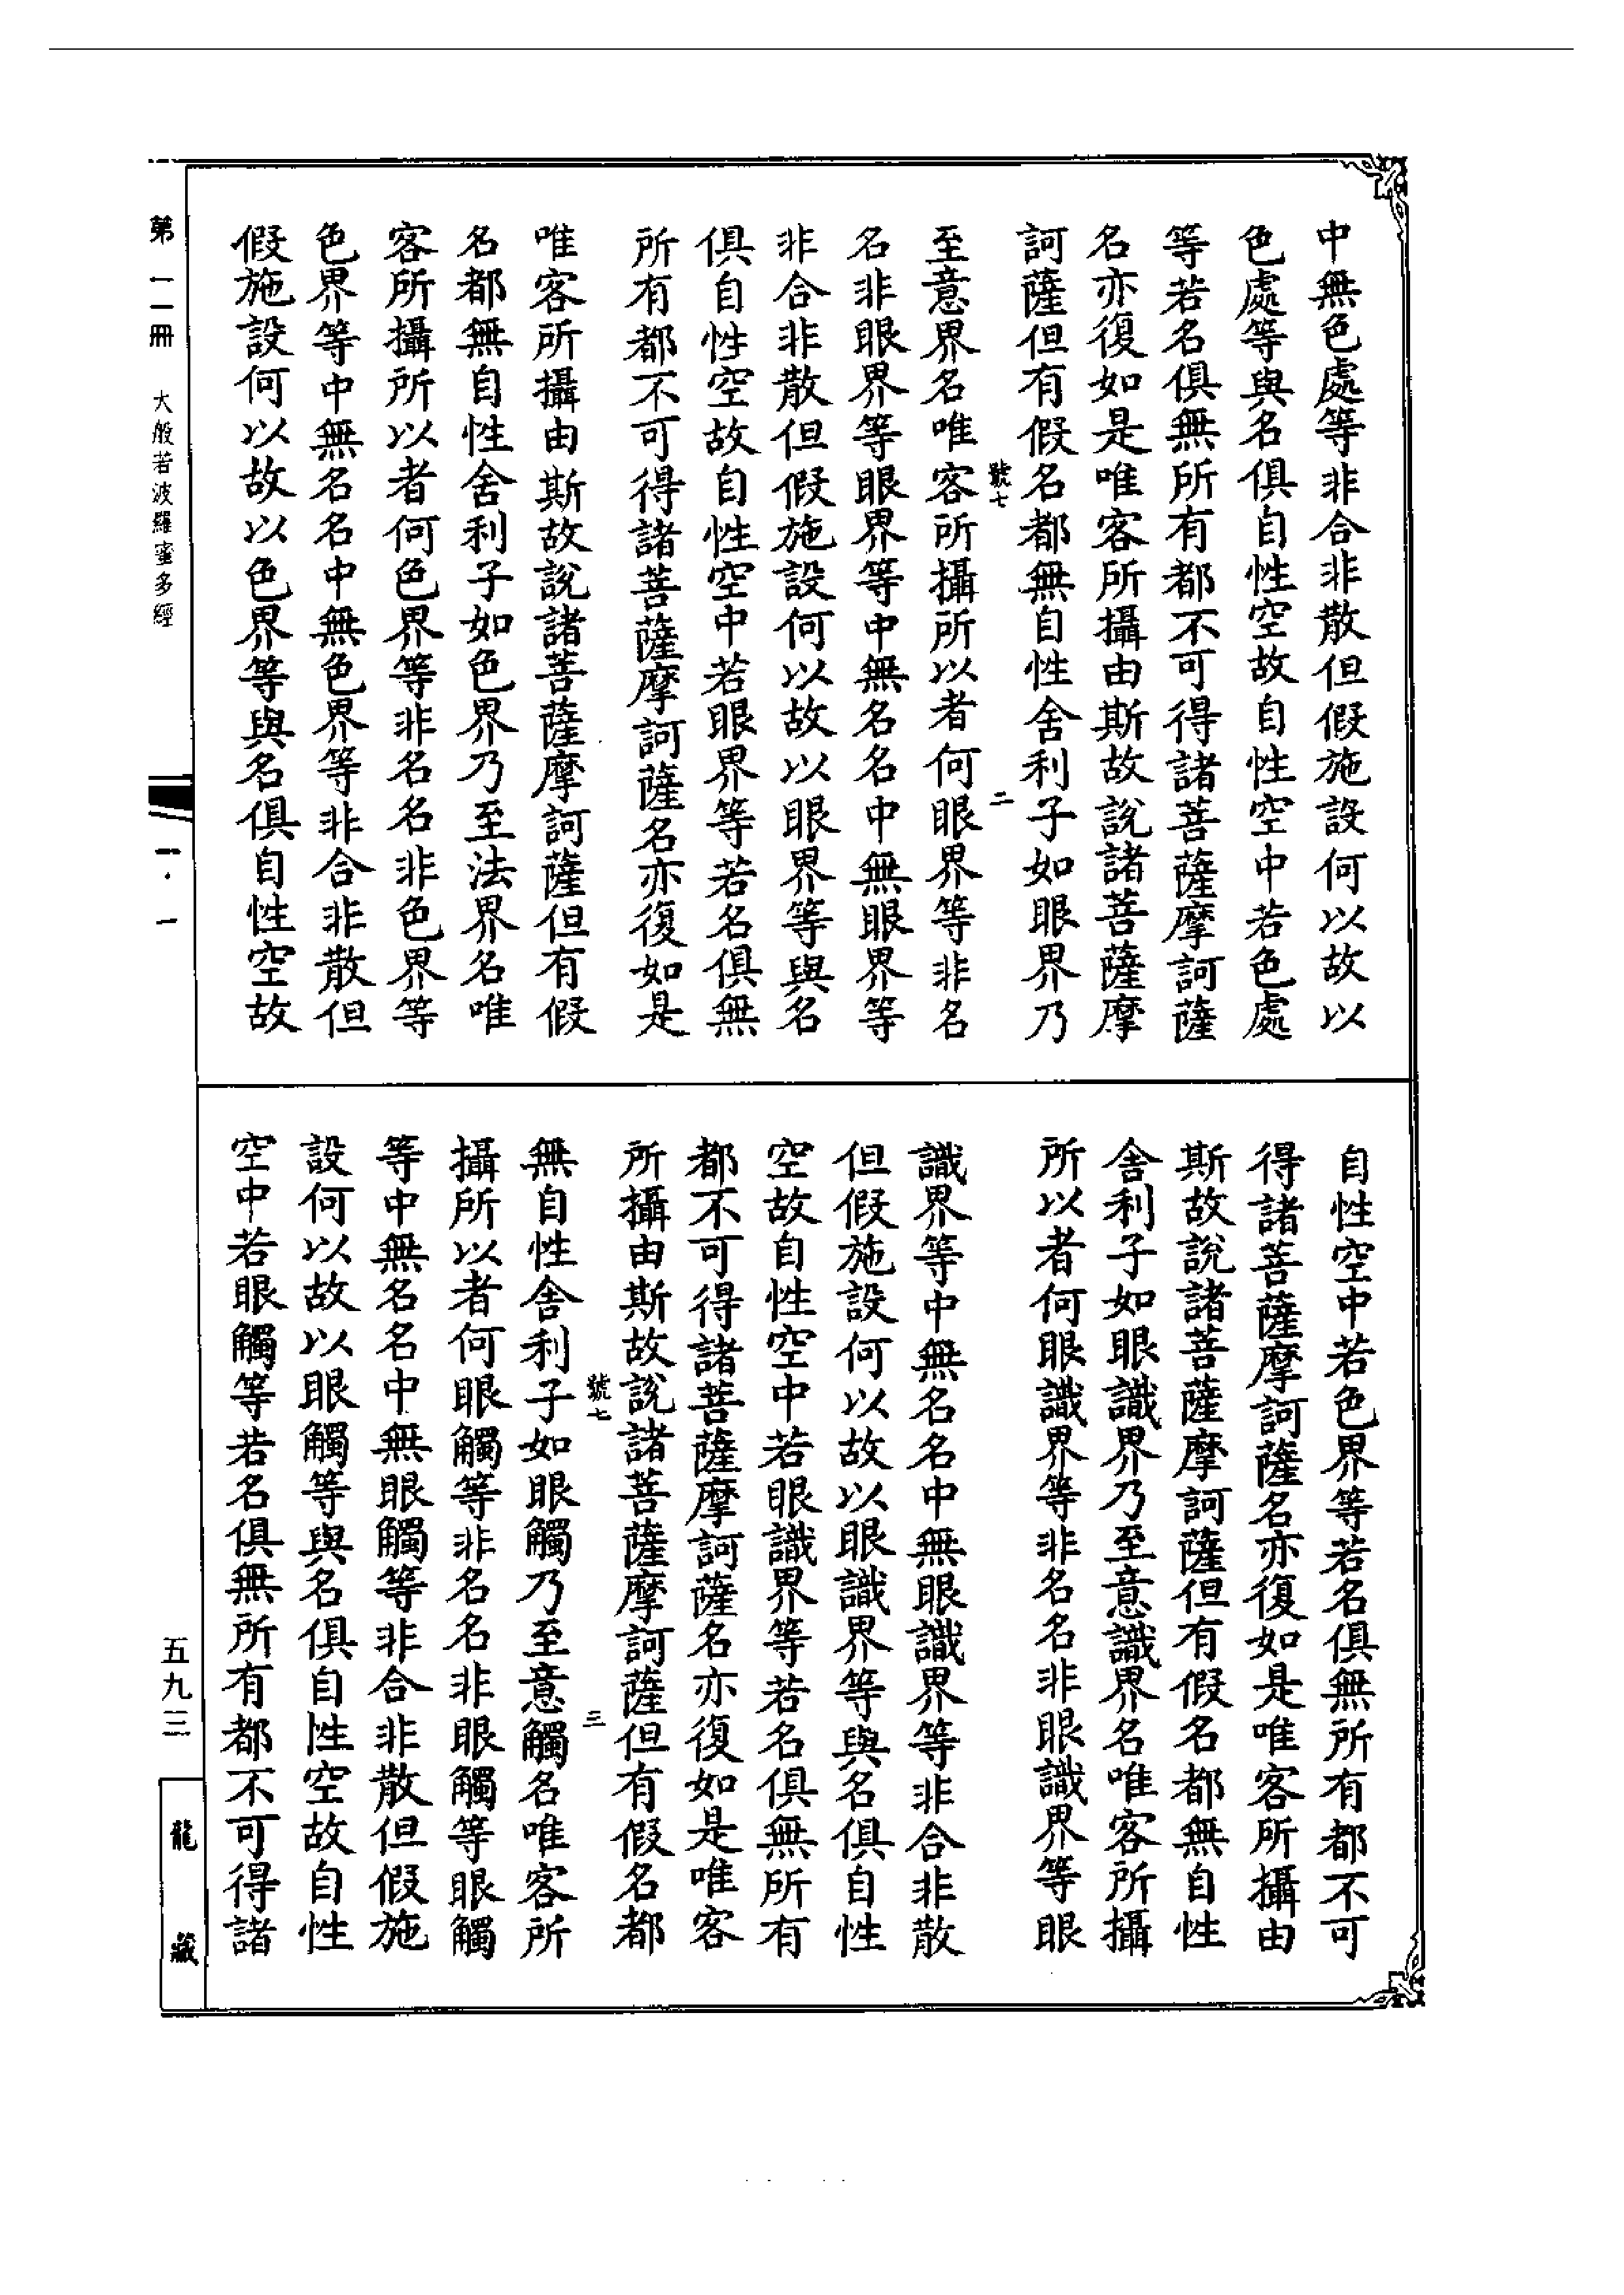 中無色處等非合非散但假施設何以故以
色處等與名俱自性空故自性空中若色處
等若名俱無所有都不可得諸菩薩摩訶薩
名亦復如是唯客所攝由斯故說諸菩薩摩
訶薩但有假名都無自性舍利子如眼界乃
號七 二
至意界名唯客所攝所以者何眼界等非名
名非眼界等眼界等中無名名中無眼界等
非合非散但假施設何以故以眼界等與名
俱自性空故自性空中若眼界等若名俱無
所有都不可得諸菩薩摩訶薩名亦復如是
唯客所攝由斯故說諸菩薩摩訶薩但有假
名都無自性舍利子如色界乃至法界名唯
客所攝所以者何色界等非名名非色界等
色界等中無名名中無色界等非合非散但
假施設何以故以色界等與名俱自性空故
自性空中若色界等若名俱無所有都不可
得諸菩薩摩訶薩名亦復如是唯客所攝由
斯故說諸菩薩摩訶薩但有假名都無自性
舍利子如眼識界乃至意識界名唯客所攝
所以者何眼識界等非名名非眼識界等眼
識界等中無名名中無眼識界等非合非散
但假施設何以故以眼識界等與名俱自性
空故自性空中若眼識界等若名俱無所有
都不可得諸菩薩摩訶薩名亦復如是唯客
所攝由斯故說諸菩薩摩訶薩但有假名都
號七 三
無自性舍利子如眼觸乃至意觸名唯客所
攝所以者何眼觸等非名名非眼觸等眼觸
等中無名名中無眼觸等非合非散但假施
設何以故以眼觸等與名俱自性空故自性
空中若眼觸等若名俱無所有都不可得諸
第一一冊 大般若波羅蜜多經
一·一
五九三
龍藏